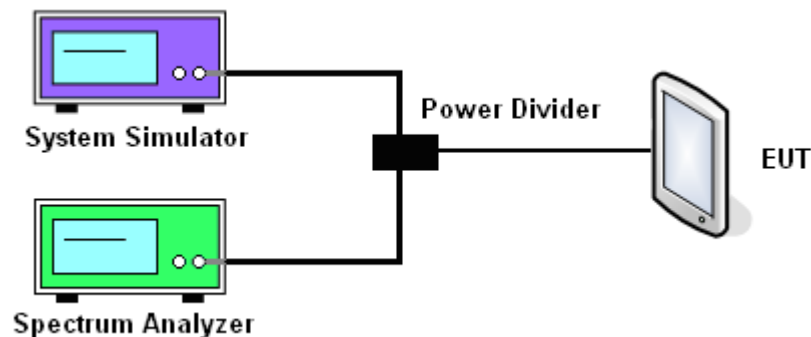 System Simulator
Power Divider
EUT
Spectrum Analyzer